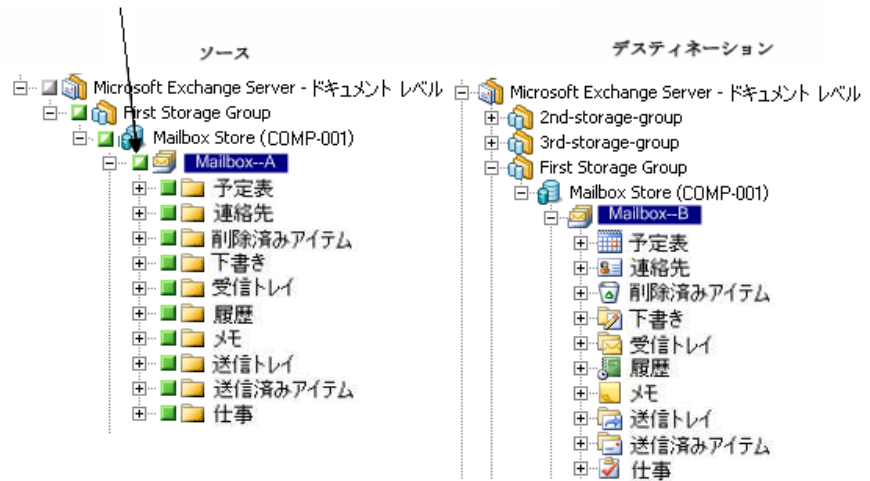 ソース
Microsoft Exchange Server - ドキュメント レベル
First Storage Group
Mailbox Store (COMP-001)
Mailbox--A
予定表
連絡先
削除済みアイテム
下書き
受信トレイ
履歴
メモ
送信トレイ
送信済みアイテム
仕事
デスティネーション
Microsoft Exchange Server - ドキュメント レベル
2nd-storage-group
3rd-storage-group
First Storage Group
Mailbox Store (COMP-001)
Mailbox--B
予定表
連絡先
削除済みアイテム
下書き
受信トレイ
履歴
メモ
送信トレイ
送信済みアイテム
仕事